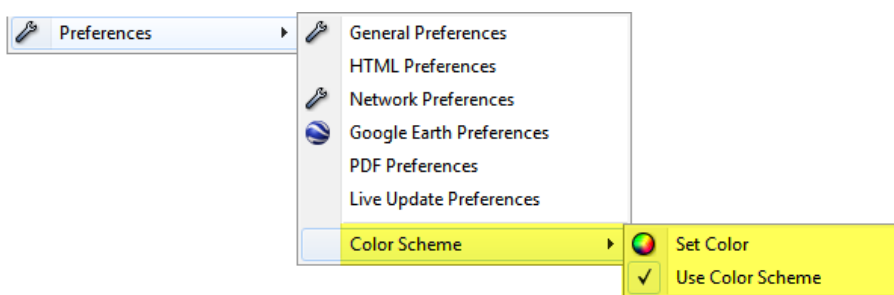 Preferences
General Preferences
HTML Preferences
Network Preferences
Google Earth Preferences
PDF Preferences
Live Update Preferences
Color Scheme
Set Color
Use Color Scheme